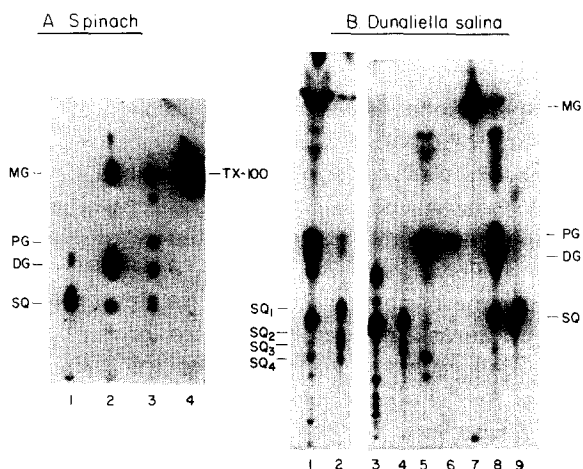 A. Spinach
B. Dunaliella salina
MG
PG
DG
SQ
TX-100
1 2 3 4
SQ1
SQ2
SQ3
SQ4
MG
PG
DG
SQ
1 2 3 4 5 6 7 8 9